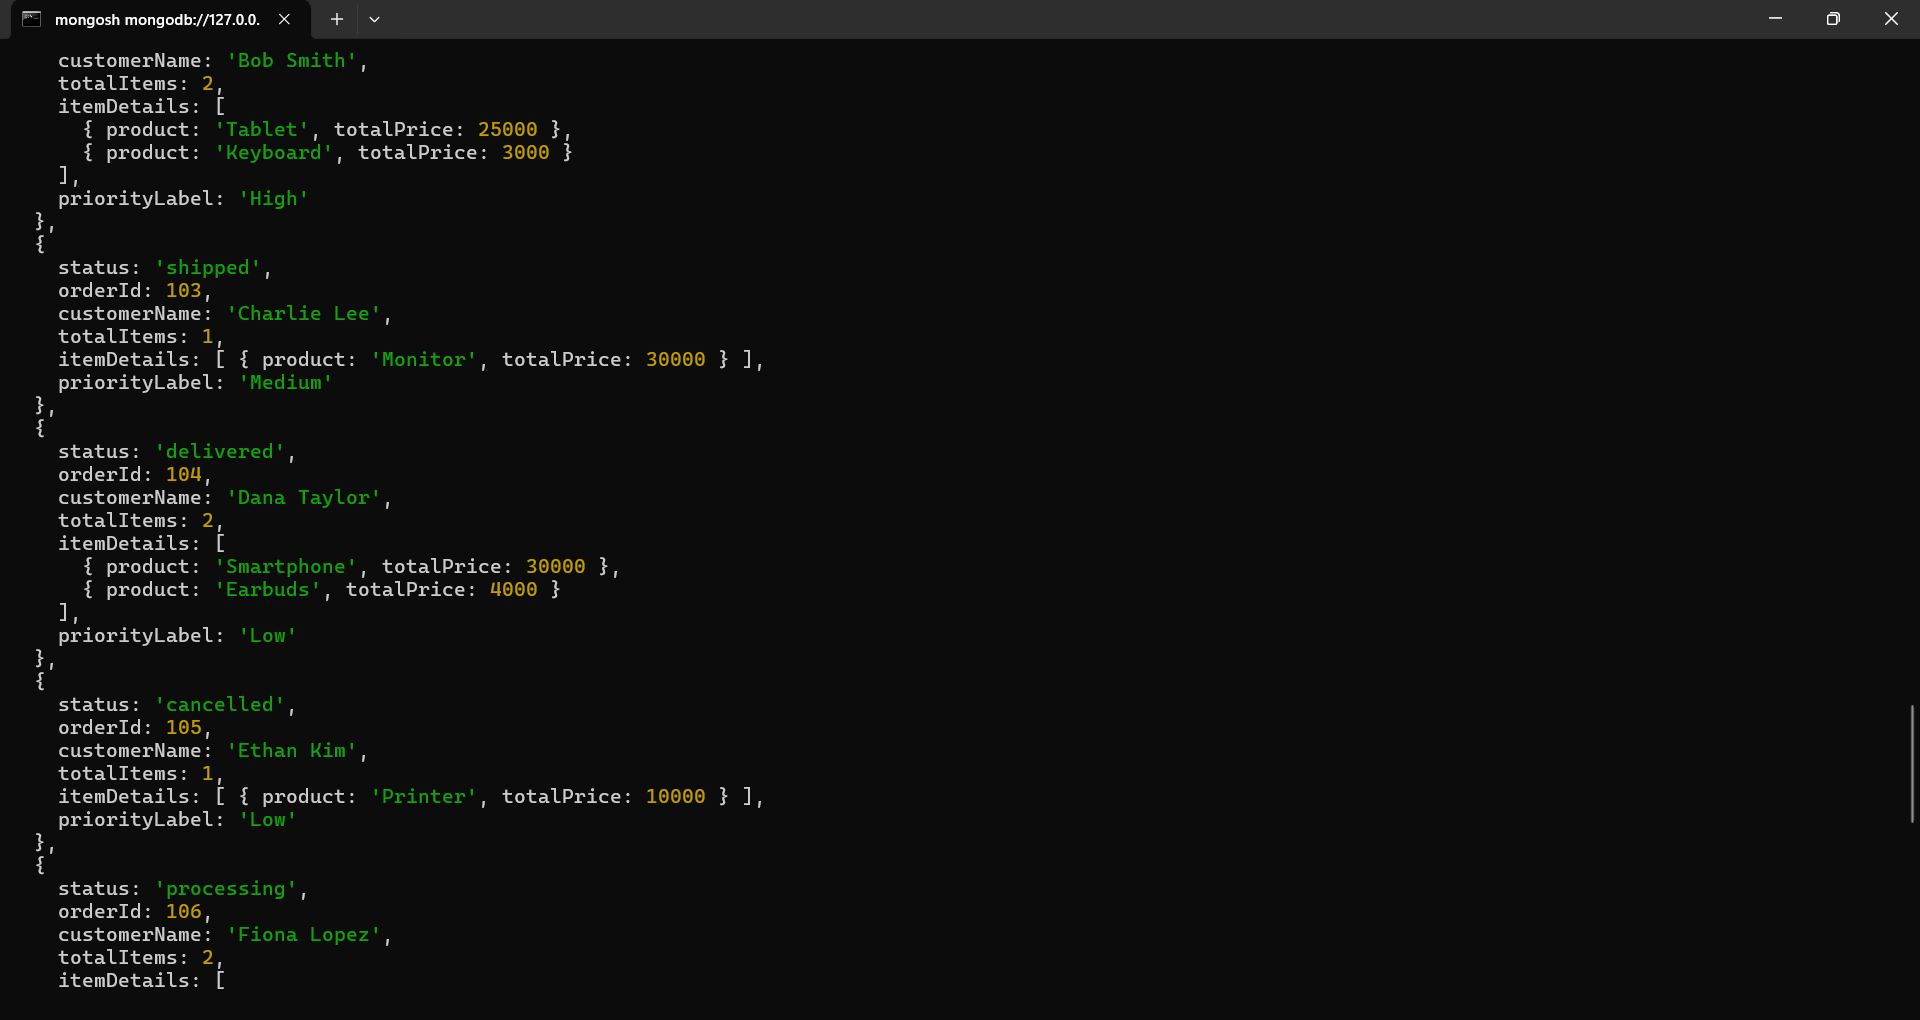 mongosh mongodb://127.0.0.
customerName: 'Bob Smith',
totalItems: 2,
itemDetails: [
{ product: 'Tablet', totalPrice: 25000 },
{ product: 'Keyboard', totalPrice: 3000 }
],
priorityLabel: 'High'
},
{
status: 'shipped',
orderId: 103,
customerName: 'Charlie Lee',
totalItems: 1,
itemDetails: [ { product: 'Monitor', totalPrice: 30000 } ],
priorityLabel: 'Medium'
},
{
status: 'delivered',
orderId: 104,
customerName: 'Dana Taylor',
totalItems: 2,
itemDetails: [
{ product: 'Smartphone', totalPrice: 30000 },
{ product: 'Earbuds', totalPrice: 4000 }
],
priorityLabel: 'Low'
},
{
status: 'cancelled',
orderId: 105,
customerName: 'Ethan Kim',
totalItems: 1,
itemDetails: [ { product: 'Printer', totalPrice: 10000 } ],
priorityLabel: 'Low'
},
{
status: 'processing',
orderId: 106,
customerName: 'Fiona Lopez',
totalItems: 2,
itemDetails: [